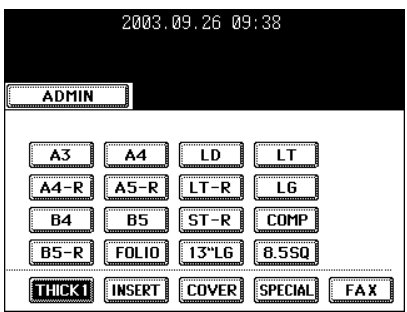 2003.09.26 09:38
ADMIN
A3 A4 LD LT
A4-R A5-R LT-R LG
B4 B5 ST-R COMP
B5-R FOLIO 13"LG 8.5SQ
THICK1 INSERT COVER SPECIAL FAX